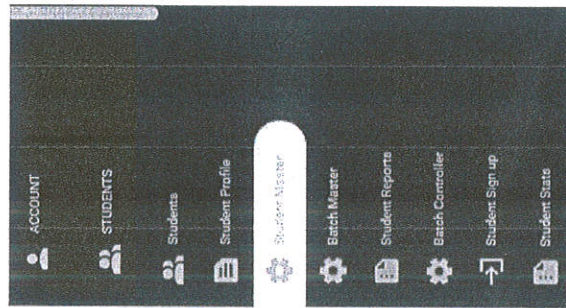 ACCOUNT
STUDENTS
Students
Student Profile
Student Master
Batch Master
Student Reports
Batch Controller
Student Sign up
Student Stats